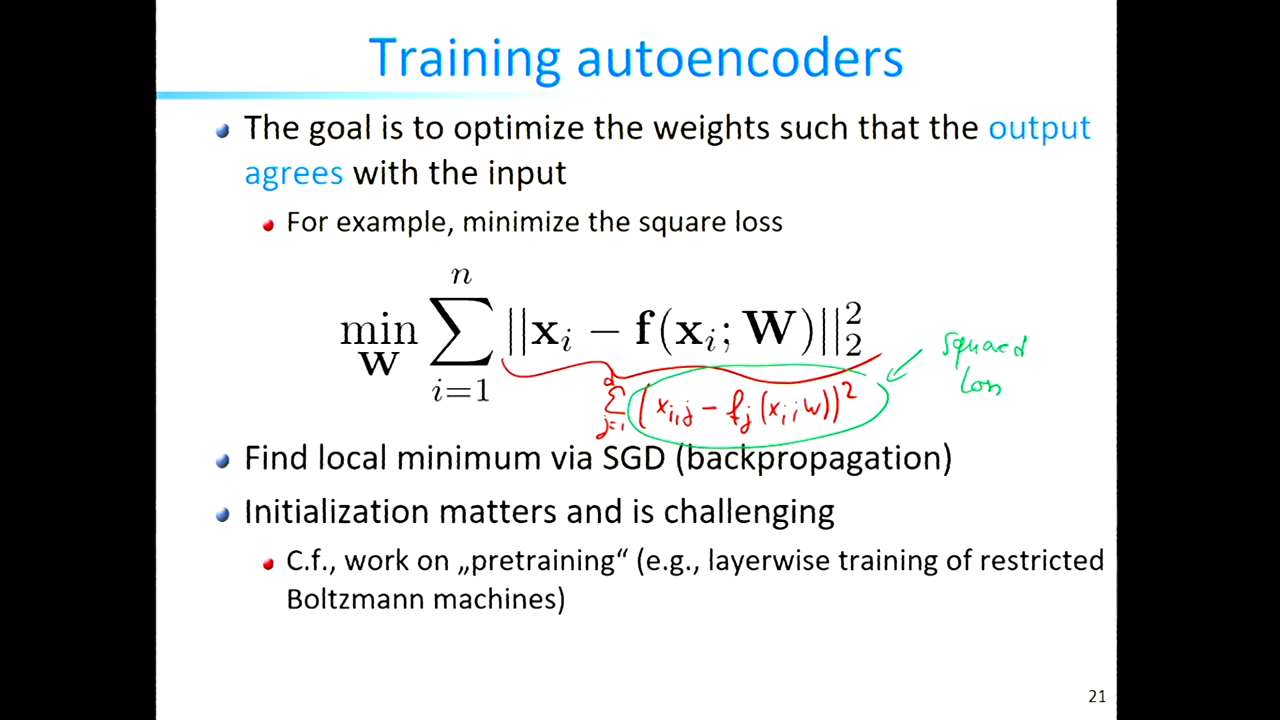 Training autoencoders
The goal is to optimize the weights such that the output
agrees with the input
For example, minimize the square loss
min_W ∑_{i=1}^{n} ||x_i − f(x_i; W)||_2^2
squared
loss
∑_{j=1}^{d} (x_{i,j} − f_j(x_i; w))^2
Find local minimum via SGD (backpropagation)
Initialization matters and is challenging
C.f., work on „pretraining“ (e.g., layerwise training of restricted
Boltzmann machines)
21